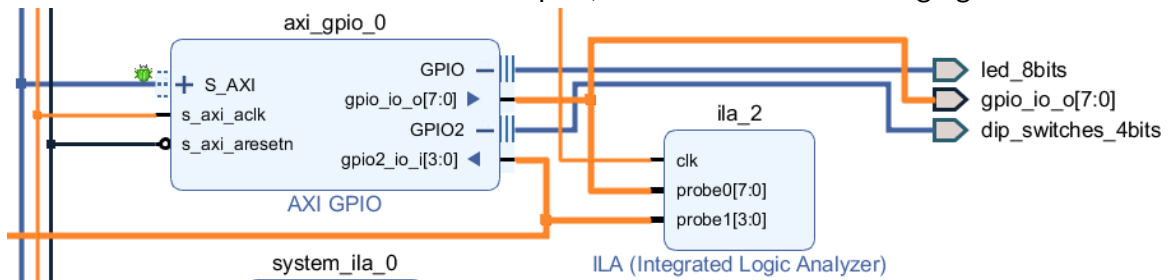 axi_gpio_0
S_AXI
s_axi_aclk
s_axi_aresetn
GPIO
gpio_io_o[7:0]
GPIO2
gpio2_io_i[3:0]
AXI GPIO
ila_2
clk
probe0[7:0]
probe1[3:0]
ILA (Integrated Logic Analyzer)
led_8bits
gpio_io_o[7:0]
dip_switches_4bits
system_ila_0